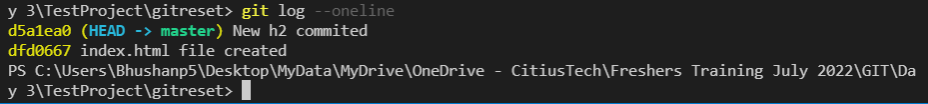 y 3\TestProject\gitreset> git log --oneline
d5a1ea0 (HEAD -> master) New h2 commited
dfd0667 index.html file created
PS C:\Users\Bhushanp5\Desktop\MyData\MyDrive\OneDrive - CitiusTech\Freshers Training July 2022\GIT\Da
y 3\TestProject\gitreset>